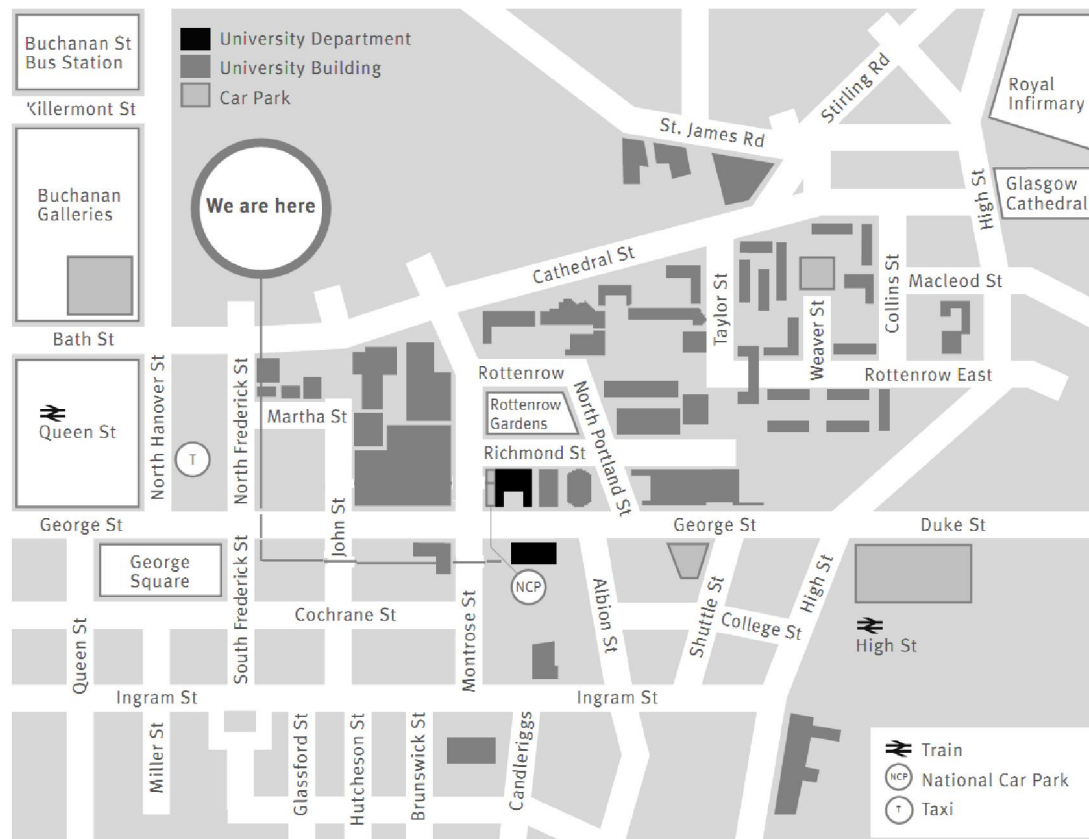 Buchanan St
Bus Station
Killermont St
University Department
University Building
Car Park
Buchanan
Galleries
We are here
St. James Rd
Stirling Rd
Royal
Infirmary
High St
Glasgow
Cathedral
Cathedral St
Taylor St
Collins St
Macleod St
Weaver St
Bath St
Rottenrow
Rottenrow East
North Hanover St
North Frederick St
Martha St
Rottenrow
Gardens
North Portland St
Queen St
T
Richmond St
John St
George St
George St
Duke St
George
Square
South Frederick St
NCP
Cochrane St
Montrose St
Albion St
Shuttle St
College St
High St
High St
Queen St
Ingram St
Ingram St
Miller St
Glassford St
Hutcheson St
Brunswick St
Candleriggs
Train
NCP
National Car Park
T
Taxi